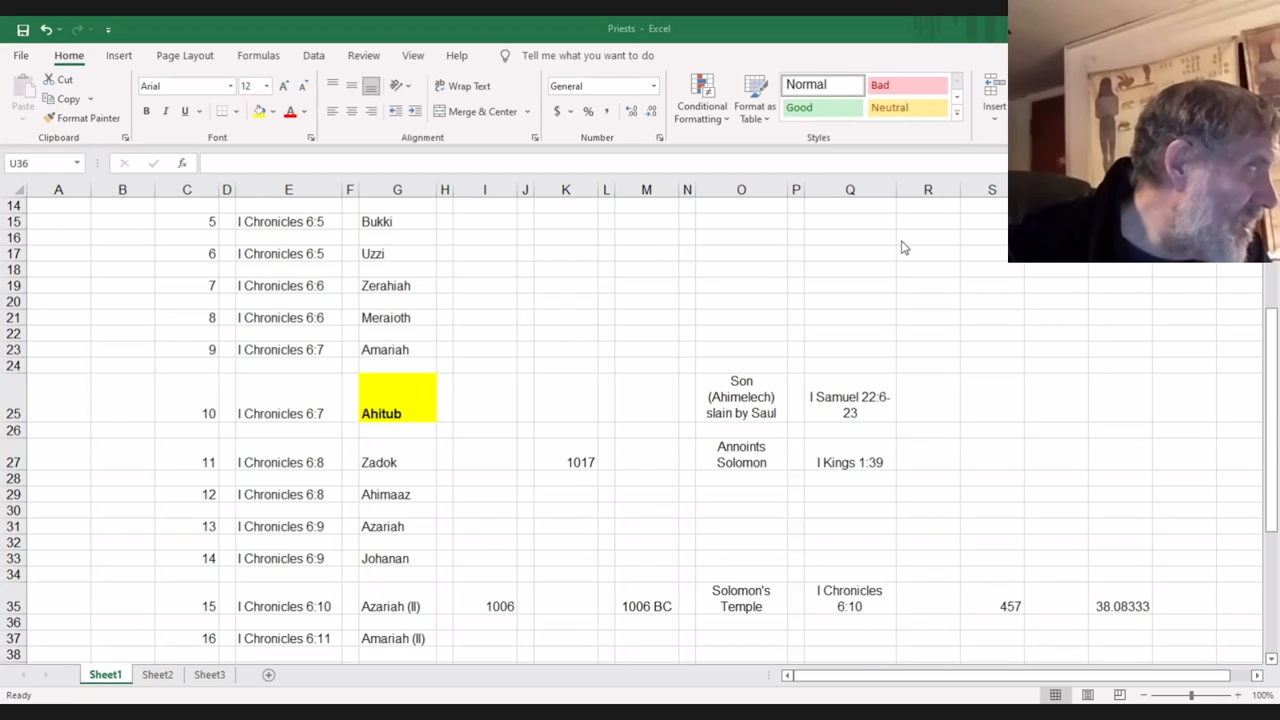 Priests - Excel
File Home Insert Page Layout Formulas Data Review View Help Tell me what you want to do
Paste
Cut
Copy
Format Painter
Clipboard
Arial 12
B I U
Font
Wrap Text
Merge & Center
Alignment
General
$ % ,
Number
Conditional Formatting
Format as Table
Normal Bad
Good Neutral
Styles
Insert
U36 fx
A B C D E F G H I J K L M N O P Q R S
14
15 5 I Chronicles 6:5 Bukki
16
17 6 I Chronicles 6:5 Uzzi
18
19 7 I Chronicles 6:6 Zerahiah
20
21 8 I Chronicles 6:6 Meraioth
22
23 9 I Chronicles 6:7 Amariah
24
Son
(Ahimelech) I Samuel 22:6-
25 10 I Chronicles 6:7 Ahitub slain by Saul 23
26
Annoints
27 11 I Chronicles 6:8 Zadok 1017 Solomon I Kings 1:39
28
29 12 I Chronicles 6:8 Ahimaaz
30
31 13 I Chronicles 6:9 Azariah
32
33 14 I Chronicles 6:9 Johanan
34
Solomon's I Chronicles
35 15 I Chronicles 6:10 Azariah (II) 1006 1006 BC Temple 6:10 457 38.08333
36
37 16 I Chronicles 6:11 Amariah (II)
38
Sheet1 Sheet2 Sheet3
Ready 100%